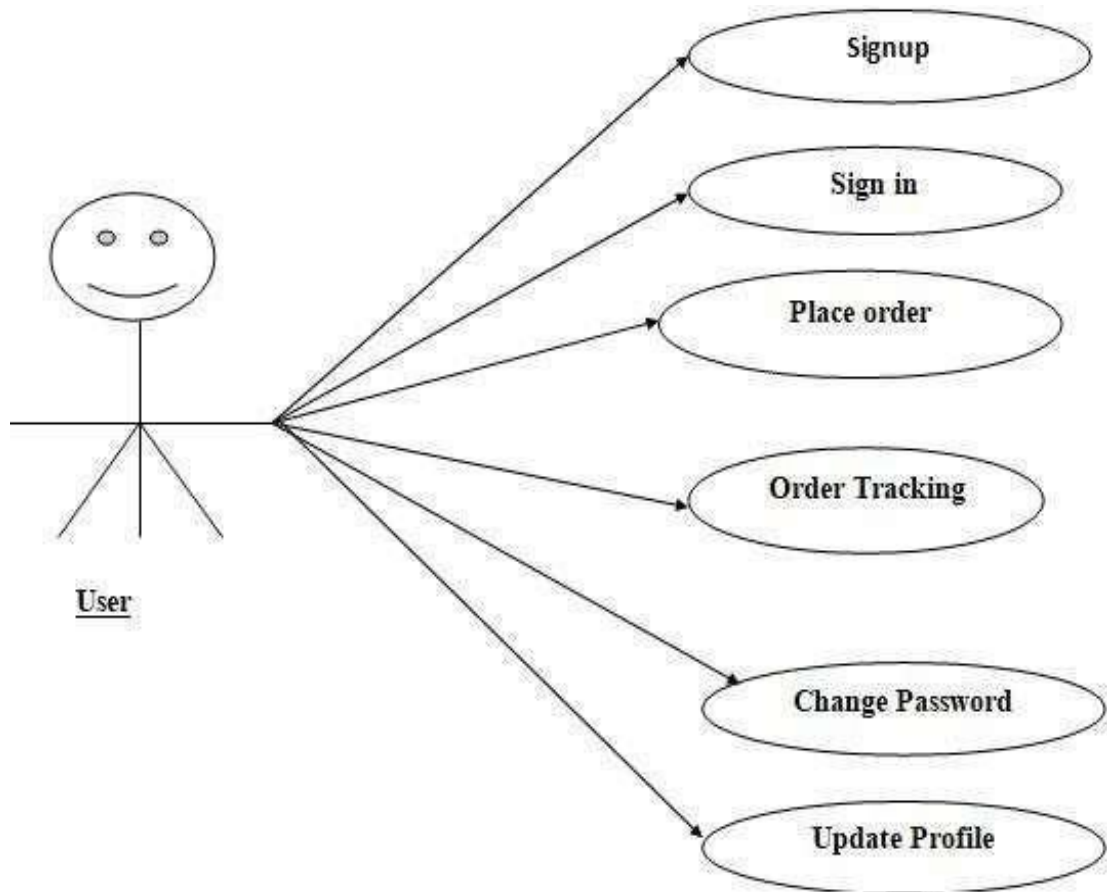 Signup
Sign in
Place order
Order Tracking
User
Change Password
Update Profile